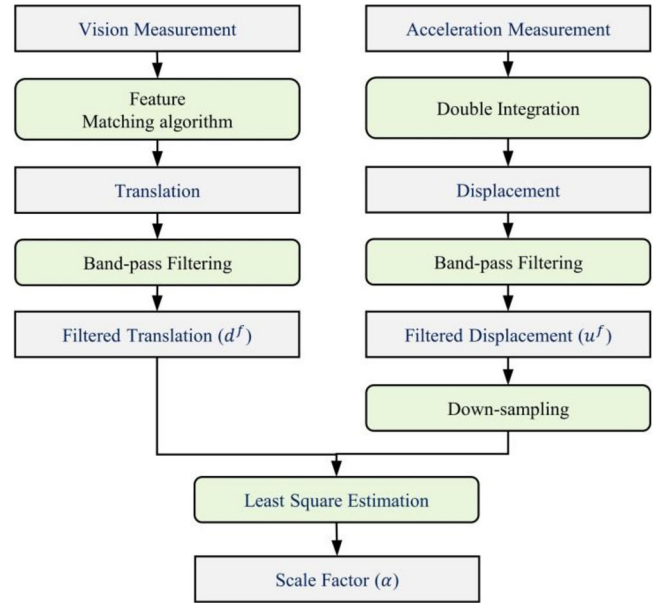 Vision Measurement
Acceleration Measurement
Feature
Matching algorithm
Double Integration
Translation
Displacement
Band-pass Filtering
Band-pass Filtering
Filtered Translation (d^f)
Filtered Displacement (u^f)
Down-sampling
Least Square Estimation
Scale Factor (α)